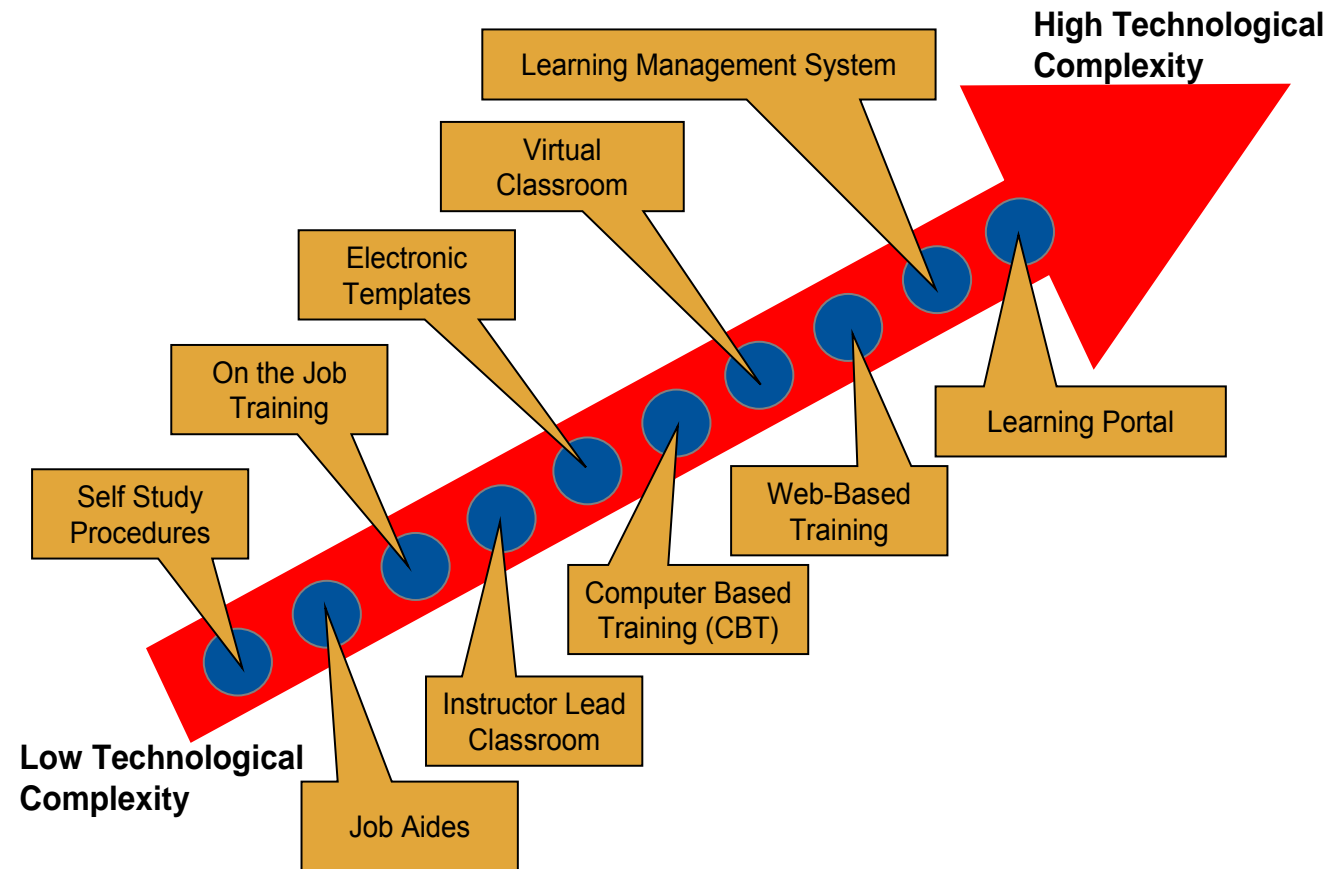 High Technological
Complexity
Learning Management System
Virtual
Classroom
Electronic
Templates
On the Job
Training
Self Study
Procedures
Learning Portal
Web-Based
Training
Computer Based
Training (CBT)
Instructor Lead
Classroom
Job Aides
Low Technological
Complexity